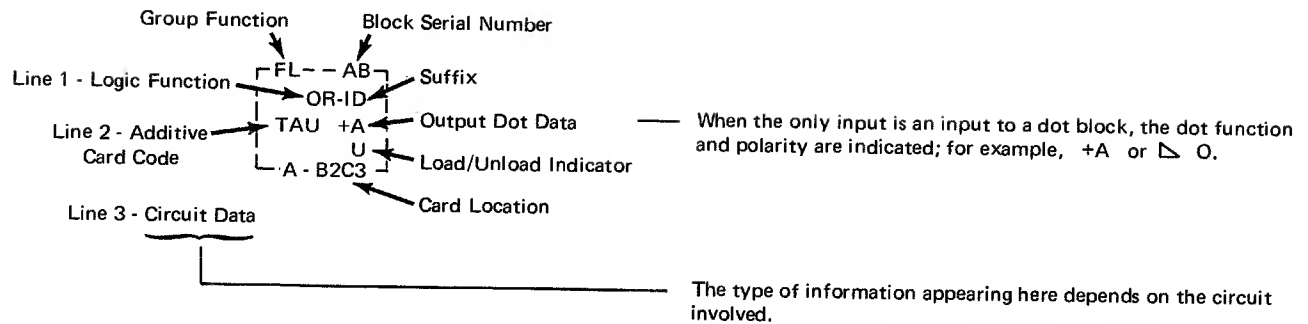 Group Function
Block Serial Number
FL - - AB
Line 1 - Logic Function
OR-ID
Suffix
Line 2 - Additive
Card Code
TAU +A
Output Dot Data
When the only input is an input to a dot block, the dot function
and polarity are indicated; for example, +A or ⊿ O.
U
Load/Unload Indicator
A - B2C3
Card Location
Line 3 - Circuit Data
The type of information appearing here depends on the circuit
involved.